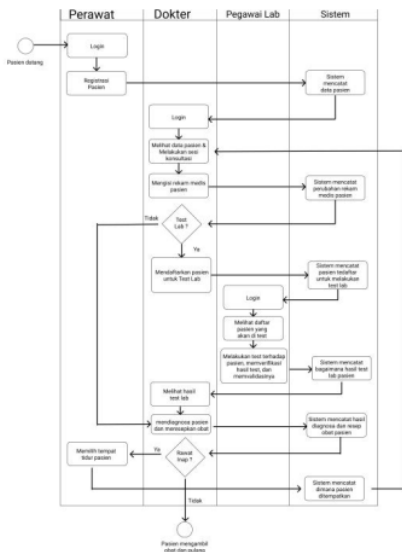 Perawat
Dokter
Pegawai Lab
Sistem
Pasien datang
Login
Registrasi
Pasien
Sistem
mencatat
data pasien
Login
Melihat data pasien &
Melakukan sesi
konsultasi
Mengisi rekam medis
pasien
Sistem mencatat
perubahan rekam
medis pasien
Tidak
Test
Lab ?
Ya
Mendaftarkan pasien
untuk Test Lab
Sistem mencatat
pasien tedaftar
untuk melakukan
test lab
Login
Melihat daftar
pasien yang
akan di test
Melakukan test terhadap
pasien, memverifikasi
hasil test, dan
memvalidasinya
Sistem mencatat
bagaimana hasil test
lab pasien
Melihat hasil
test lab
mendiagnosa pasien
dan meresepkan obat
Sistem mencatat hasil
diagnosa dan resep
obat pasien
Memilih tempat
tidur pasien
Ya
Rawat
Inap ?
Sistem mencatat
dimana pasien
ditempatkan
Tidak
Pasien mengambil
obat dan pulang